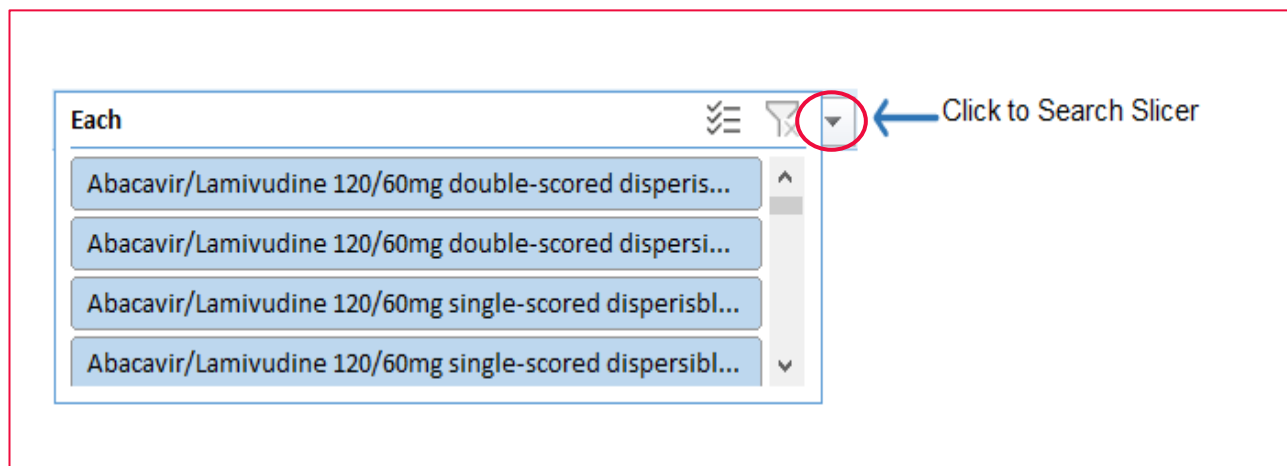 Each
Click to Search Slicer
Abacavir/Lamivudine 120/60mg double-scored disperis...
Abacavir/Lamivudine 120/60mg double-scored dispersi...
Abacavir/Lamivudine 120/60mg single-scored disperisbl...
Abacavir/Lamivudine 120/60mg single-scored dispersibl...